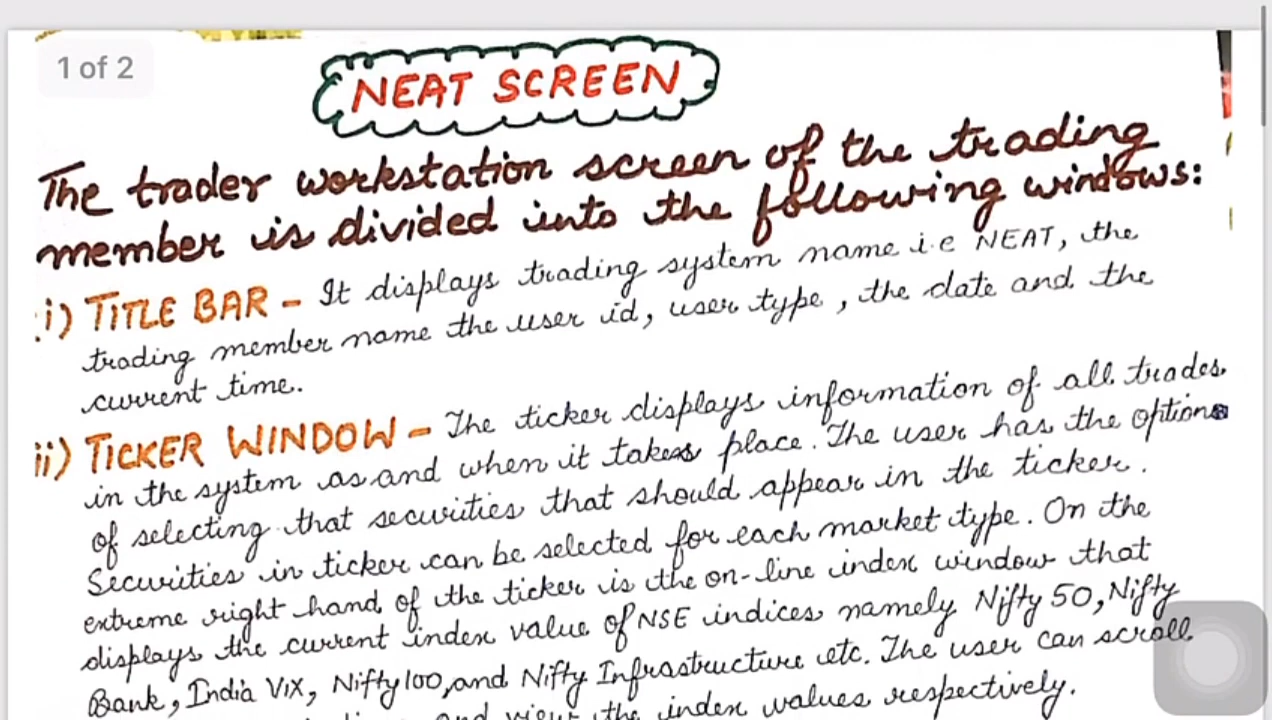 1 of 2
NEAT SCREEN
The trader workstation screen of the trading
member is divided into the following windows:
i) TITLE BAR - It displays trading system name i.e NEAT, the
trading member name the user id, user type, the date and the
current time.
ii) TICKER WINDOW - The ticker displays information of all trades
in the system as and when it takes place. The user has the option
of selecting that securities that should appear in the ticker.
Securities in ticker can be selected for each market type. On the
extreme right hand of the ticker is the on-line index window that
displays the current index value of NSE indices namely Nifty 50, Nifty
Bank, India VIX, Nifty 100, and Nifty Infrastructure etc. The user can scroll
and view the index values respectively.